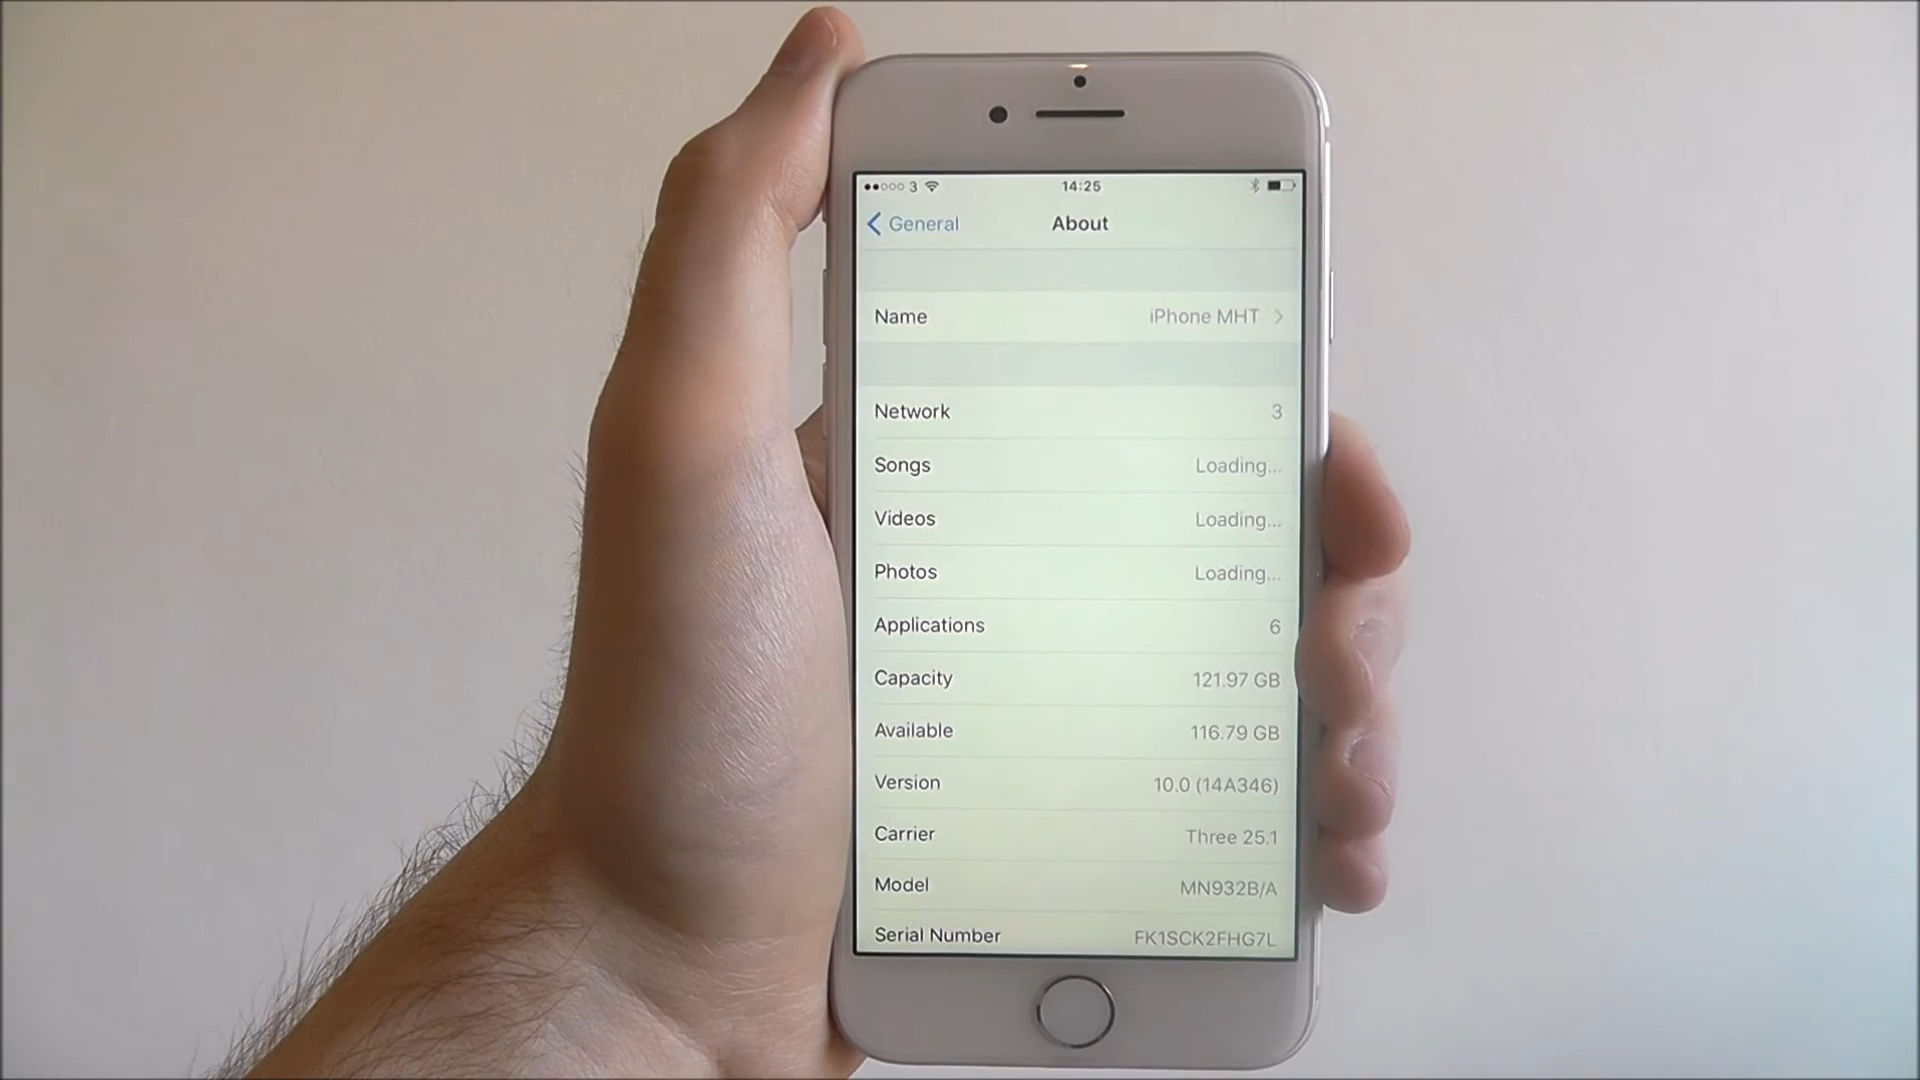 3 14:25
General About
Name iPhone MHT
Network 3
Songs Loading...
Videos Loading...
Photos Loading...
Applications 6
Capacity 121.97 GB
Available 116.79 GB
Version 10.0 (14A346)
Carrier Three 25.1
Model MN932B/A
Serial Number FK1SCK2FHG7L